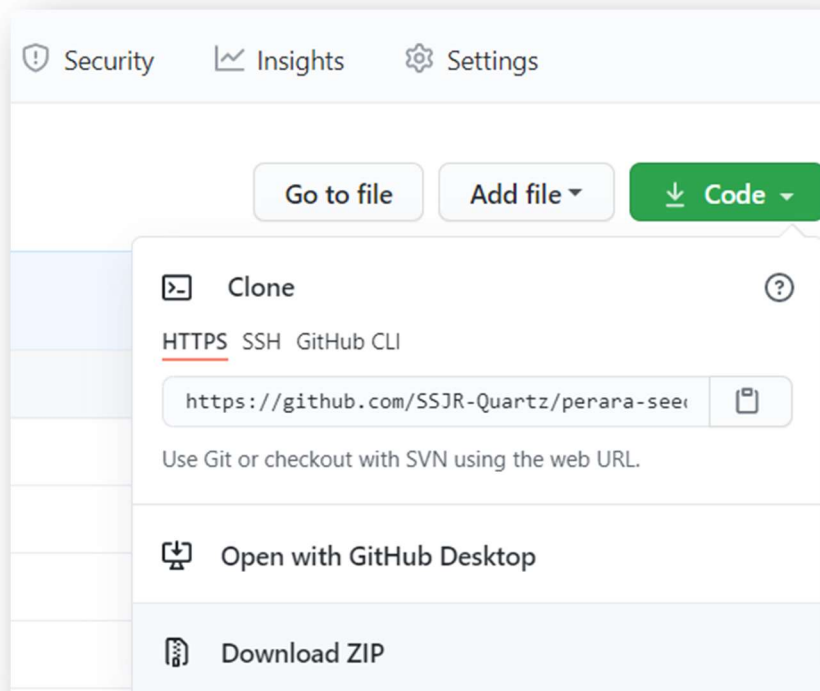 Security Insights Settings
Go to file Add file Code
Clone
HTTPS SSH GitHub CLI
https://github.com/SSJR-Quartz/perara-see
Use Git or checkout with SVN using the web URL.
Open with GitHub Desktop
Download ZIP